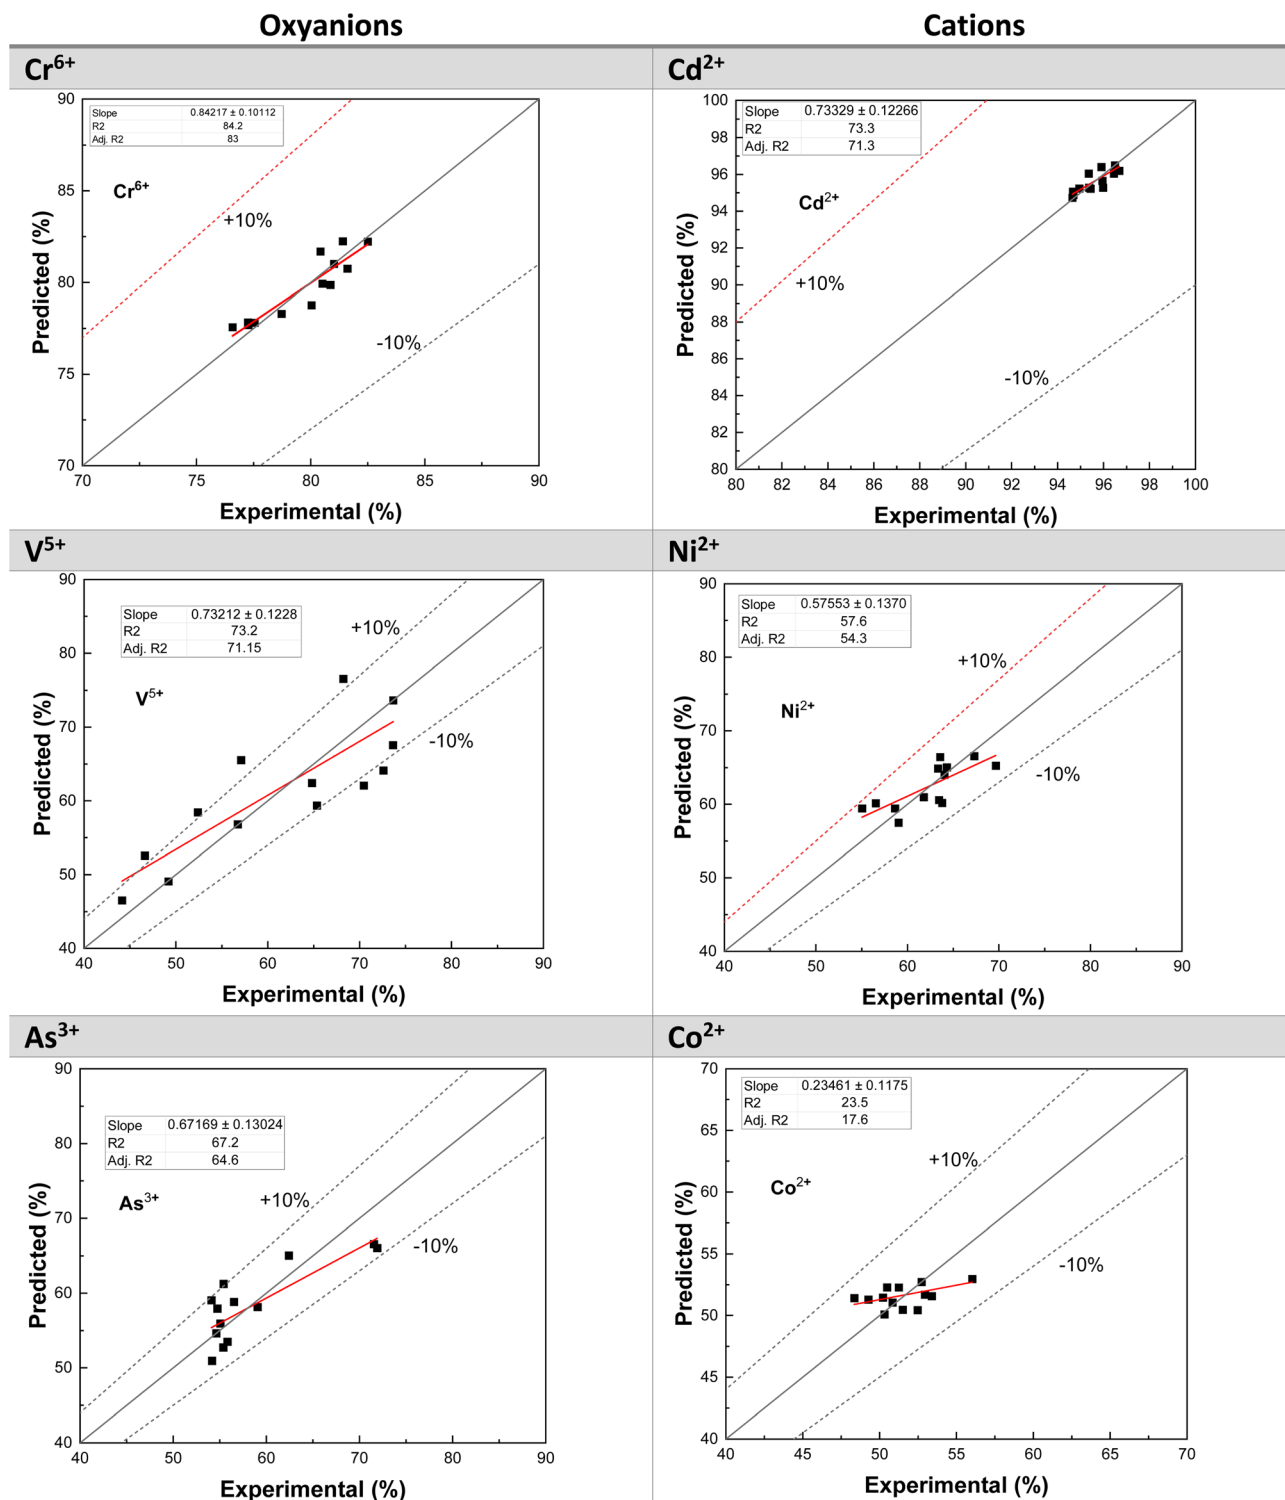 Oxyanions
Cations
Cr6+
Cd2+
Slope 0.84217 ± 0.10112
R2 84.2
Adj. R2 83
Cr6+
+10%
-10%
90
85
80
75
70
70 75 80 85 90
Predicted (%)
Experimental (%)
Slope 0.73329 ± 0.12266
R2 73.3
Adj. R2 71.3
Cd2+
+10%
-10%
100
98
96
94
92
90
88
86
84
82
80
80 82 84 86 88 90 92 94 96 98 100
Predicted (%)
Experimental (%)
V5+
Ni2+
Slope 0.73212 ± 0.1228
R2 73.2
Adj. R2 71.15
V5+
+10%
-10%
90
80
70
60
50
40
40 50 60 70 80 90
Predicted (%)
Experimental (%)
Slope 0.57553 ± 0.1370
R2 57.6
Adj. R2 54.3
Ni2+
+10%
-10%
90
80
70
60
50
40
40 50 60 70 80 90
Predicted (%)
Experimental (%)
As3+
Co2+
Slope 0.67169 ± 0.13024
R2 67.2
Adj. R2 64.6
As3+
+10%
-10%
90
80
70
60
50
40
40 50 60 70 80 90
Predicted (%)
Experimental (%)
Slope 0.23461 ± 0.1175
R2 23.5
Adj. R2 17.6
Co2+
+10%
-10%
70
65
60
55
50
45
40
40 45 50 55 60 65 70
Predicted (%)
Experimental (%)